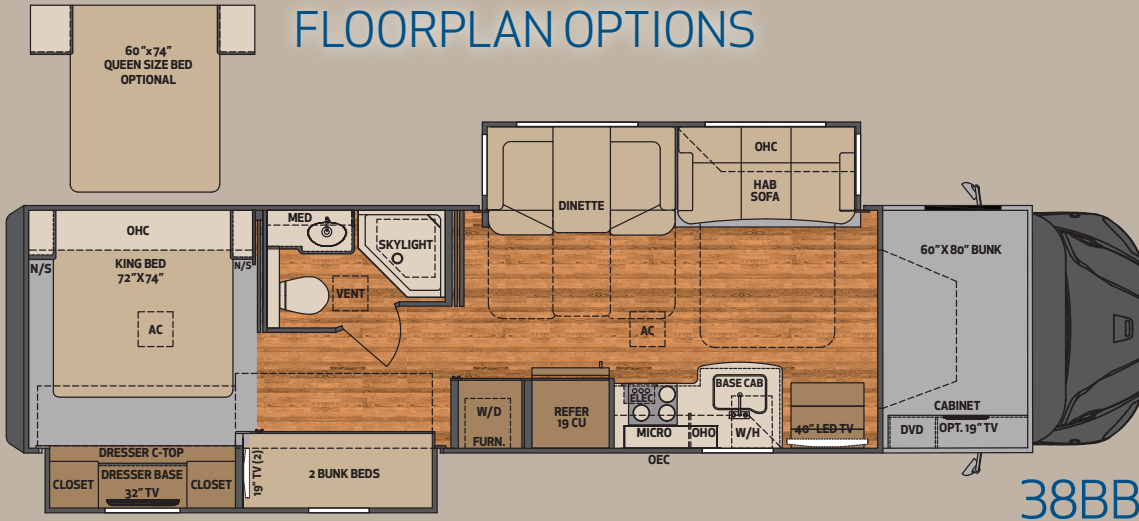 FLOORPLAN OPTIONS
60"x74"
QUEEN SIZE BED
OPTIONAL
OHC
HAB
SOFA
DINETTE
MED
SKYLIGHT
VENT
OHC
N/S
N/S
KING BED
72"X74"
AC
AC
60"X80" BUNK
BASE CAB
ELEC
W/D
FURN.
REFER
19 CU
MICRO
OHO
W/H
40" LED TV
CABINET
DVD
OPT. 19" TV
OEC
DRESSER C-TOP
CLOSET
DRESSER BASE
32" TV
CLOSET
19" TV (2)
2 BUNK BEDS
38BB